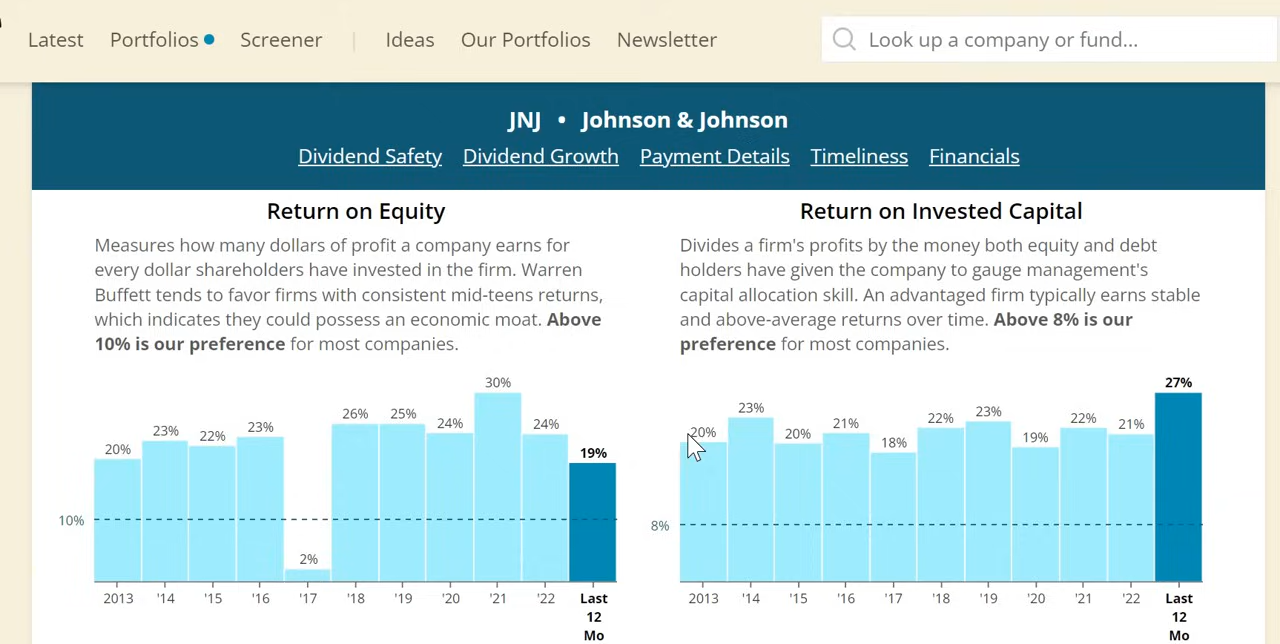 Latest Portfolios Screener | Ideas Our Portfolios Newsletter Look up a company or fund...
JNJ • Johnson & Johnson
Dividend Safety Dividend Growth Payment Details Timeliness Financials
Return on Equity
Measures how many dollars of profit a company earns for
every dollar shareholders have invested in the firm. Warren
Buffett tends to favor firms with consistent mid-teens returns,
which indicates they could possess an economic moat. Above
10% is our preference for most companies.
30%
26% 25% 24% 24%
20% 23% 22% 23% 19%
10%
2%
2013 '14 '15 '16 '17 '18 '19 '20 '21 '22 Last
12
Mo
Return on Invested Capital
Divides a firm's profits by the money both equity and debt
holders have given the company to gauge management's
capital allocation skill. An advantaged firm typically earns stable
and above-average returns over time. Above 8% is our
preference for most companies.
27%
20% 23% 20% 21% 18% 22% 23% 19% 22% 21%
8%
2013 '14 '15 '16 '17 '18 '19 '20 '21 '22 Last
12
Mo